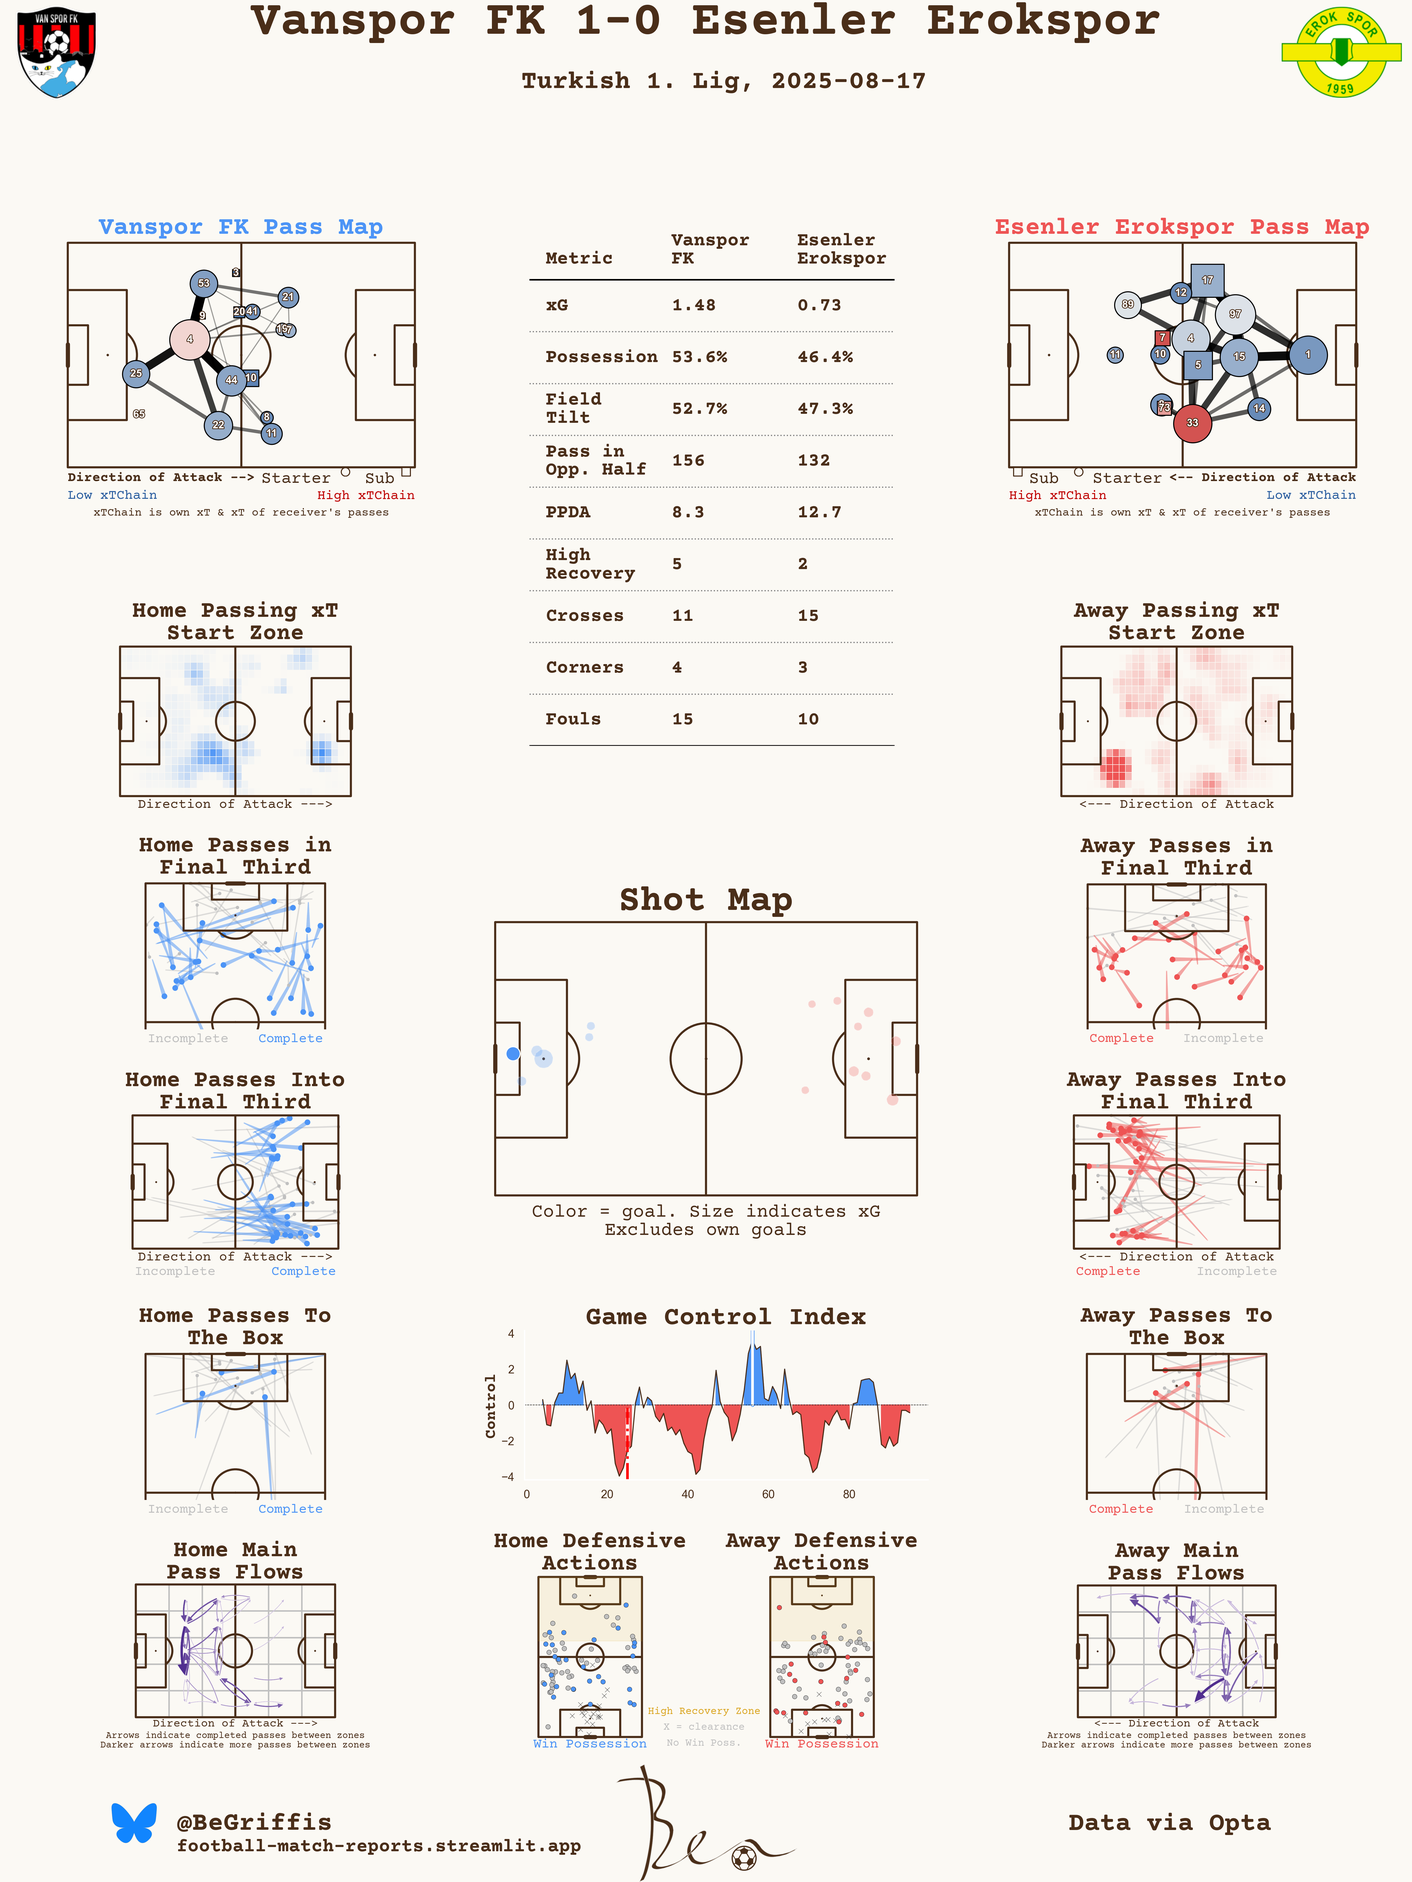 Vanspor FK 1-0 Esenler Erokspor
Turkish 1. Lig, 2025-08-17
VAN SPOR FK
EROK SPOR
1959
Vanspor FK Pass Map
3
53
21
20
41
9
7
4
25
44
10
65
8
22
11
Direction of Attack --> Starter Sub
Low xTChain High xTChain
xTChain is own xT & xT of receiver's passes
Metric Vanspor FK Esenler Erokspor
xG 1.48 0.73
Possession 53.6% 46.4%
Field Tilt 52.7% 47.3%
Pass in Opp. Half 156 132
PPDA 8.3 12.7
High Recovery 5 2
Crosses 11 15
Corners 4 3
Fouls 15 10
Esenler Erokspor Pass Map
17
12
89
97
7
4
11
10
5
15
1
73
14
33
Sub Starter <-- Direction of Attack
High xTChain Low xTChain
xTChain is own xT & xT of receiver's passes
Home Passing xT
Start Zone
Direction of Attack --->
Away Passing xT
Start Zone
<--- Direction of Attack
Home Passes in
Final Third
Incomplete Complete
Away Passes in
Final Third
Complete Incomplete
Shot Map
Color = goal. Size indicates xG
Excludes own goals
Home Passes Into
Final Third
Direction of Attack --->
Incomplete Complete
Away Passes Into
Final Third
<--- Direction of Attack
Complete Incomplete
Home Passes To
The Box
Incomplete Complete
Game Control Index
Control
4
2
0
−2
−4
0 20 40 60 80
Away Passes To
The Box
Complete Incomplete
Home Main
Pass Flows
Direction of Attack --->
Arrows indicate completed passes between zones
Darker arrows indicate more passes between zones
Home Defensive
Actions
Win Possession
High Recovery Zone
X = clearance
No Win Poss.
Away Defensive
Actions
Win Possession
Away Main
Pass Flows
<--- Direction of Attack
Arrows indicate completed passes between zones
Darker arrows indicate more passes between zones
@BeGriffis
football-match-reports.streamlit.app
Ben
Data via Opta